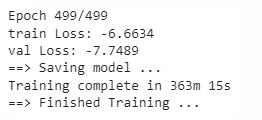 Epoch 499/499
train Loss: -6.6634
val Loss: -7.7489
==> Saving model ...
Training complete in 363m 15s
==> Finished Training ...